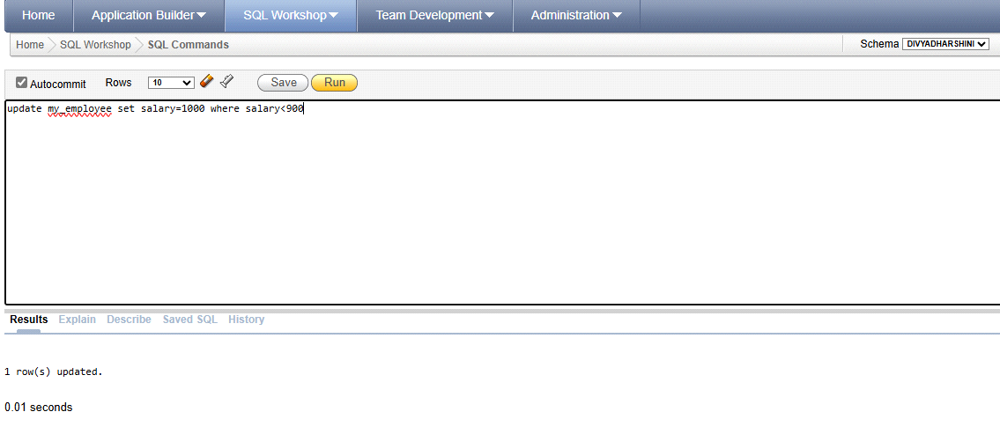 Home Application Builder SQL Workshop Team Development Administration
Home SQL Workshop SQL Commands Schema DIVYADHARSHINI
Autocommit Rows 10 Save Run
update my_employee set salary=1000 where salary<900
Results Explain Describe Saved SQL History
1 row(s) updated.
0.01 seconds